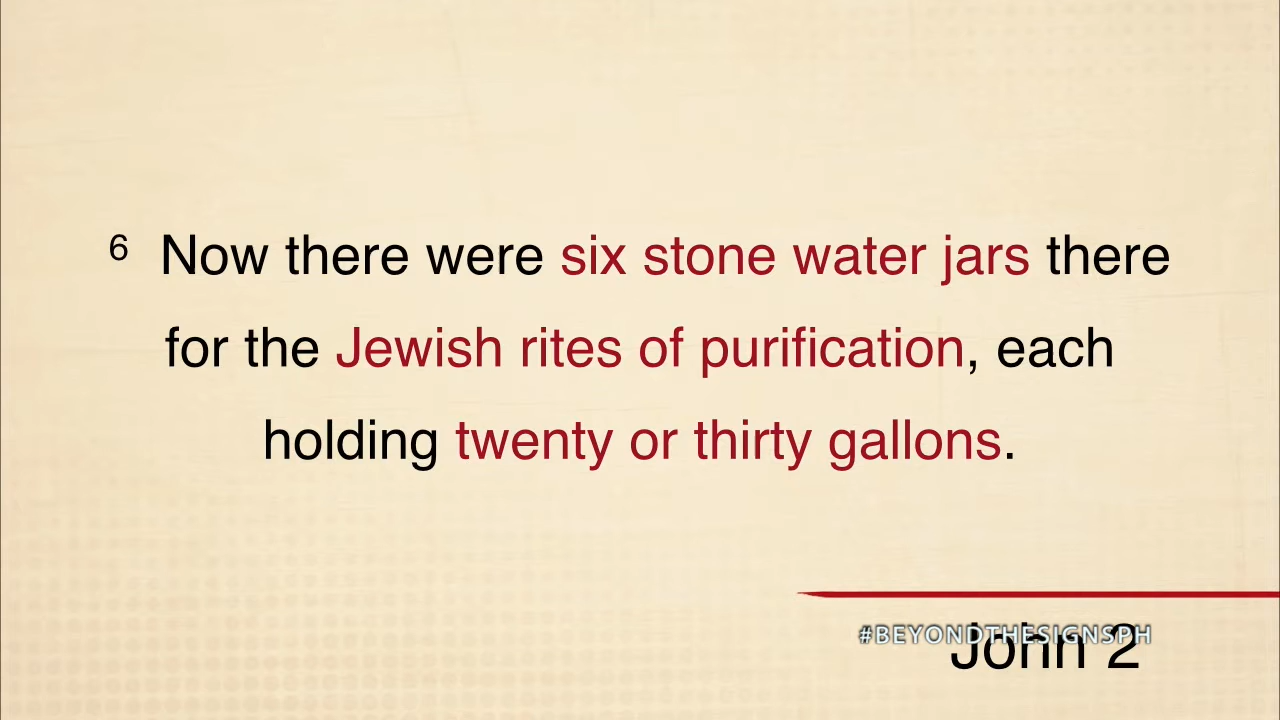 6 Now there were six stone water jars there
for the Jewish rites of purification, each
holding twenty or thirty gallons.
#BEYONDTHESIGNSPH
John 2